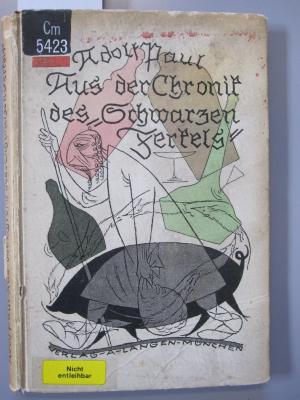 Cm
5423
Adolf Paul
Aus der Chronik
des „Schwarzen
Ferkels“
VERLAG-A-LANGEN-MÜNCHEN
Nicht
entleihbar